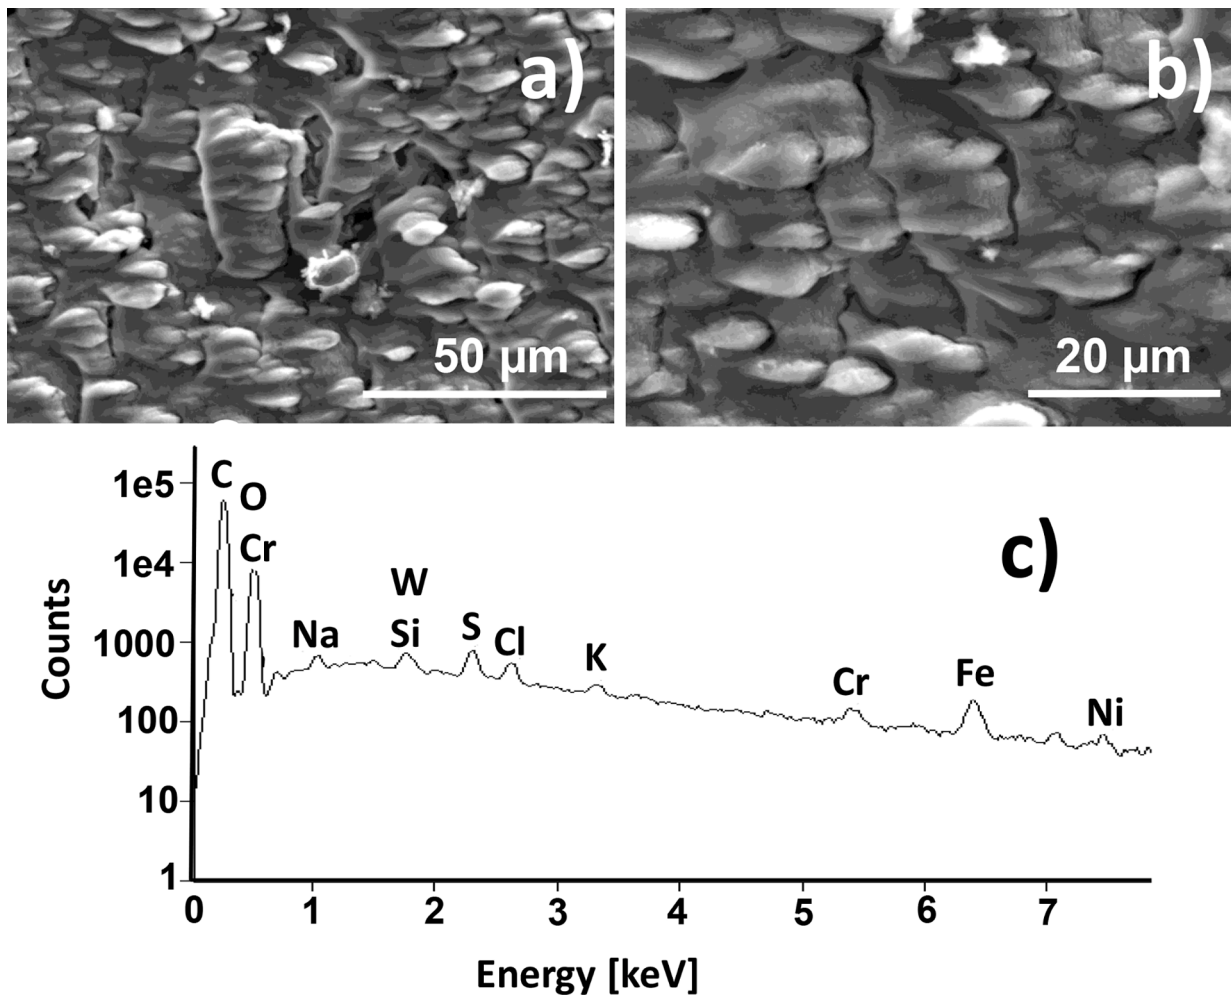 a)
50 µm
b)
20 µm
c)
Counts
1e5
1e4
1000
100
10
1
C
O
Cr
Na
W
Si
S
Cl
K
Cr
Fe
Ni
0 1 2 3 4 5 6 7
Energy [keV]